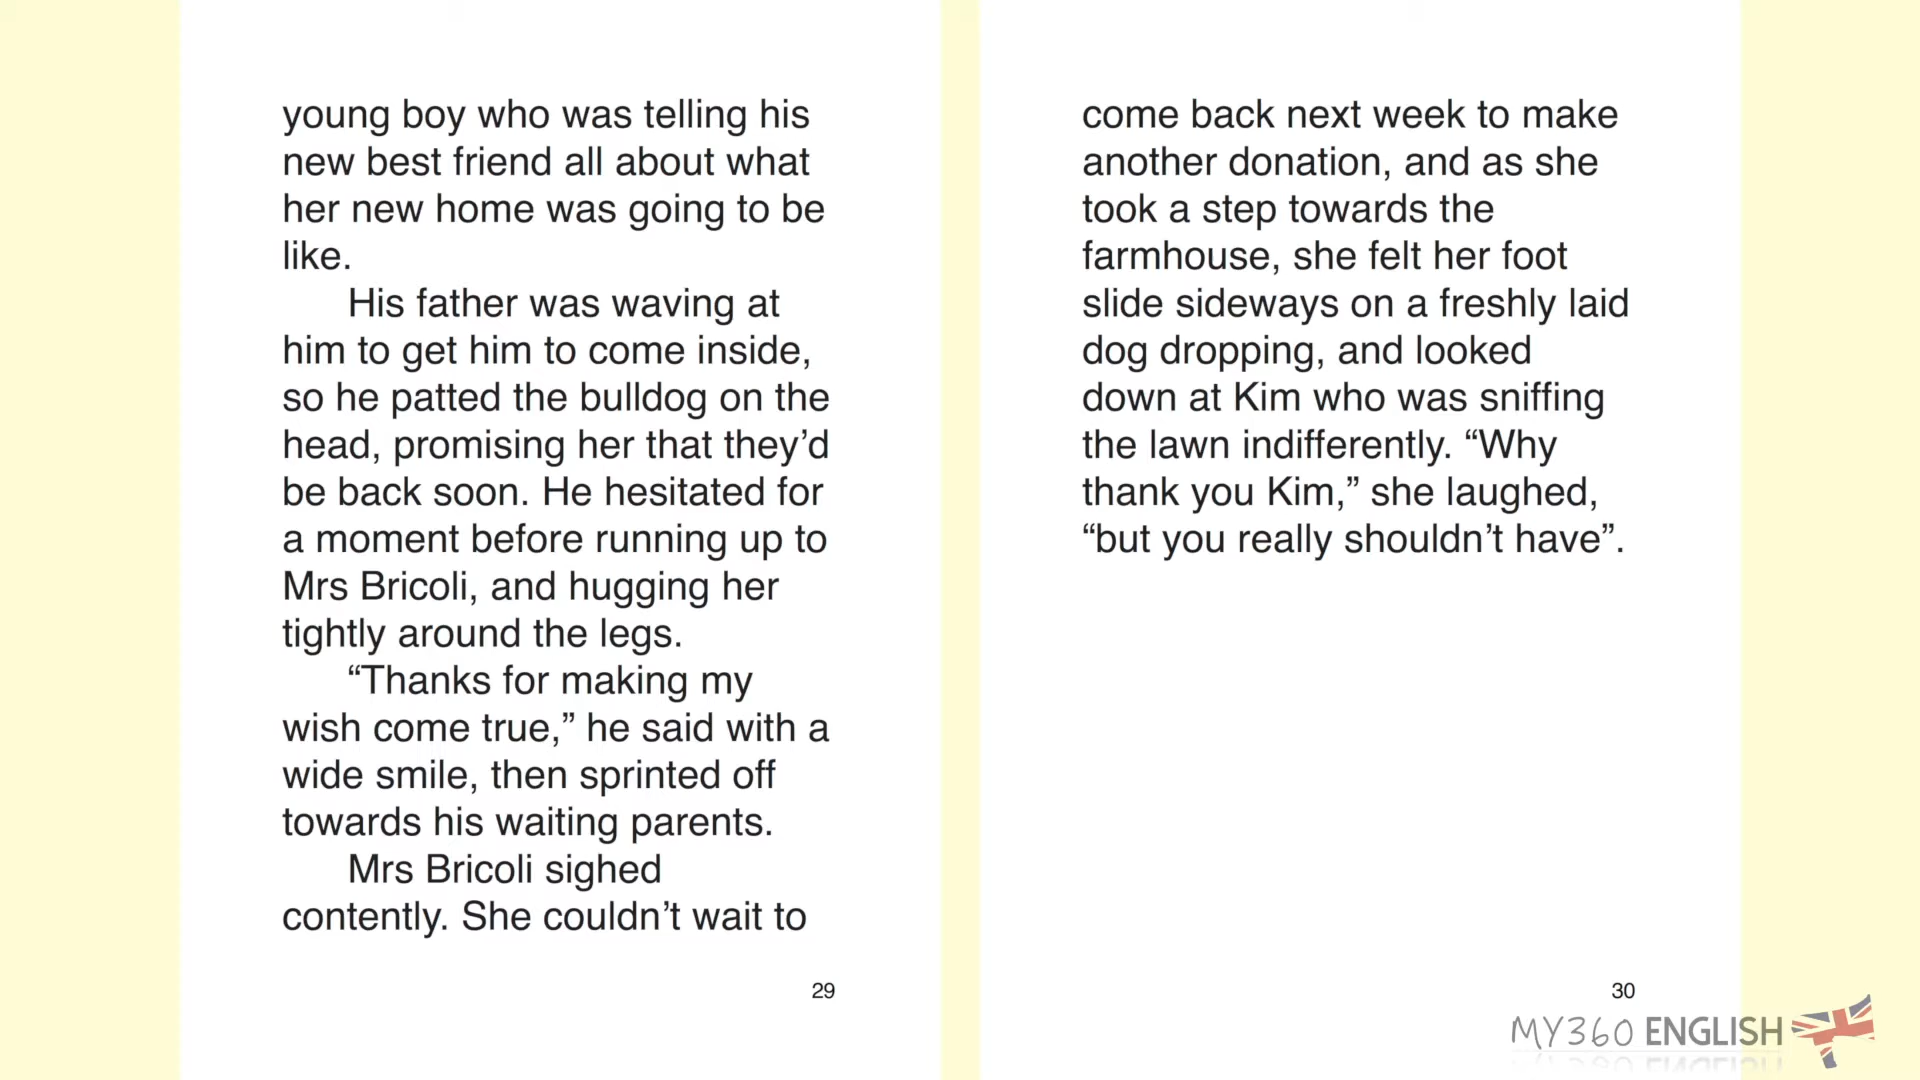 young boy who was telling his
new best friend all about what
her new home was going to be
like.
His father was waving at
him to get him to come inside,
so he patted the bulldog on the
head, promising her that they’d
be back soon. He hesitated for
a moment before running up to
Mrs Bricoli, and hugging her
tightly around the legs.
“Thanks for making my
wish come true,” he said with a
wide smile, then sprinted off
towards his waiting parents.
Mrs Bricoli sighed
contently. She couldn’t wait to
29
come back next week to make
another donation, and as she
took a step towards the
farmhouse, she felt her foot
slide sideways on a freshly laid
dog dropping, and looked
down at Kim who was sniffing
the lawn indifferently. “Why
thank you Kim,” she laughed,
“but you really shouldn’t have”.
30
MY360 ENGLISH